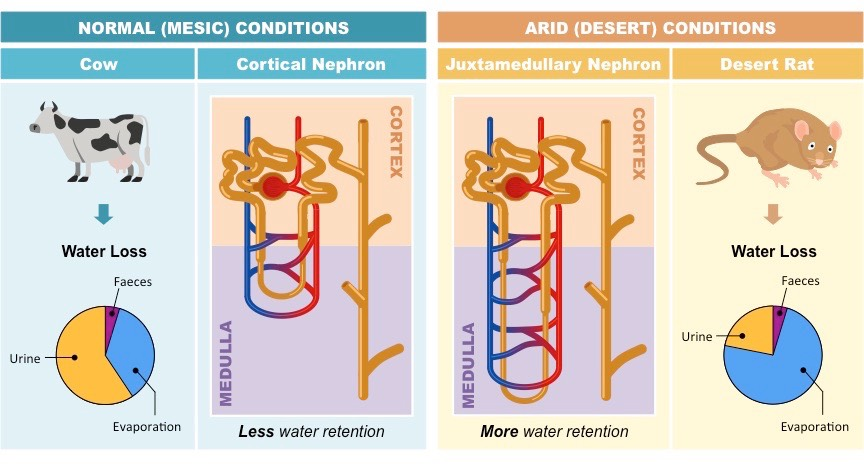 NORMAL (MESIC) CONDITIONS
Cow
Cortical Nephron
Water Loss
Faeces
Urine
Evaporation
CORTEX
MEDULLA
Less water retention
ARID (DESERT) CONDITIONS
Juxtamedullary Nephron
Desert Rat
CORTEX
MEDULLA
More water retention
Water Loss
Faeces
Urine
Evaporation